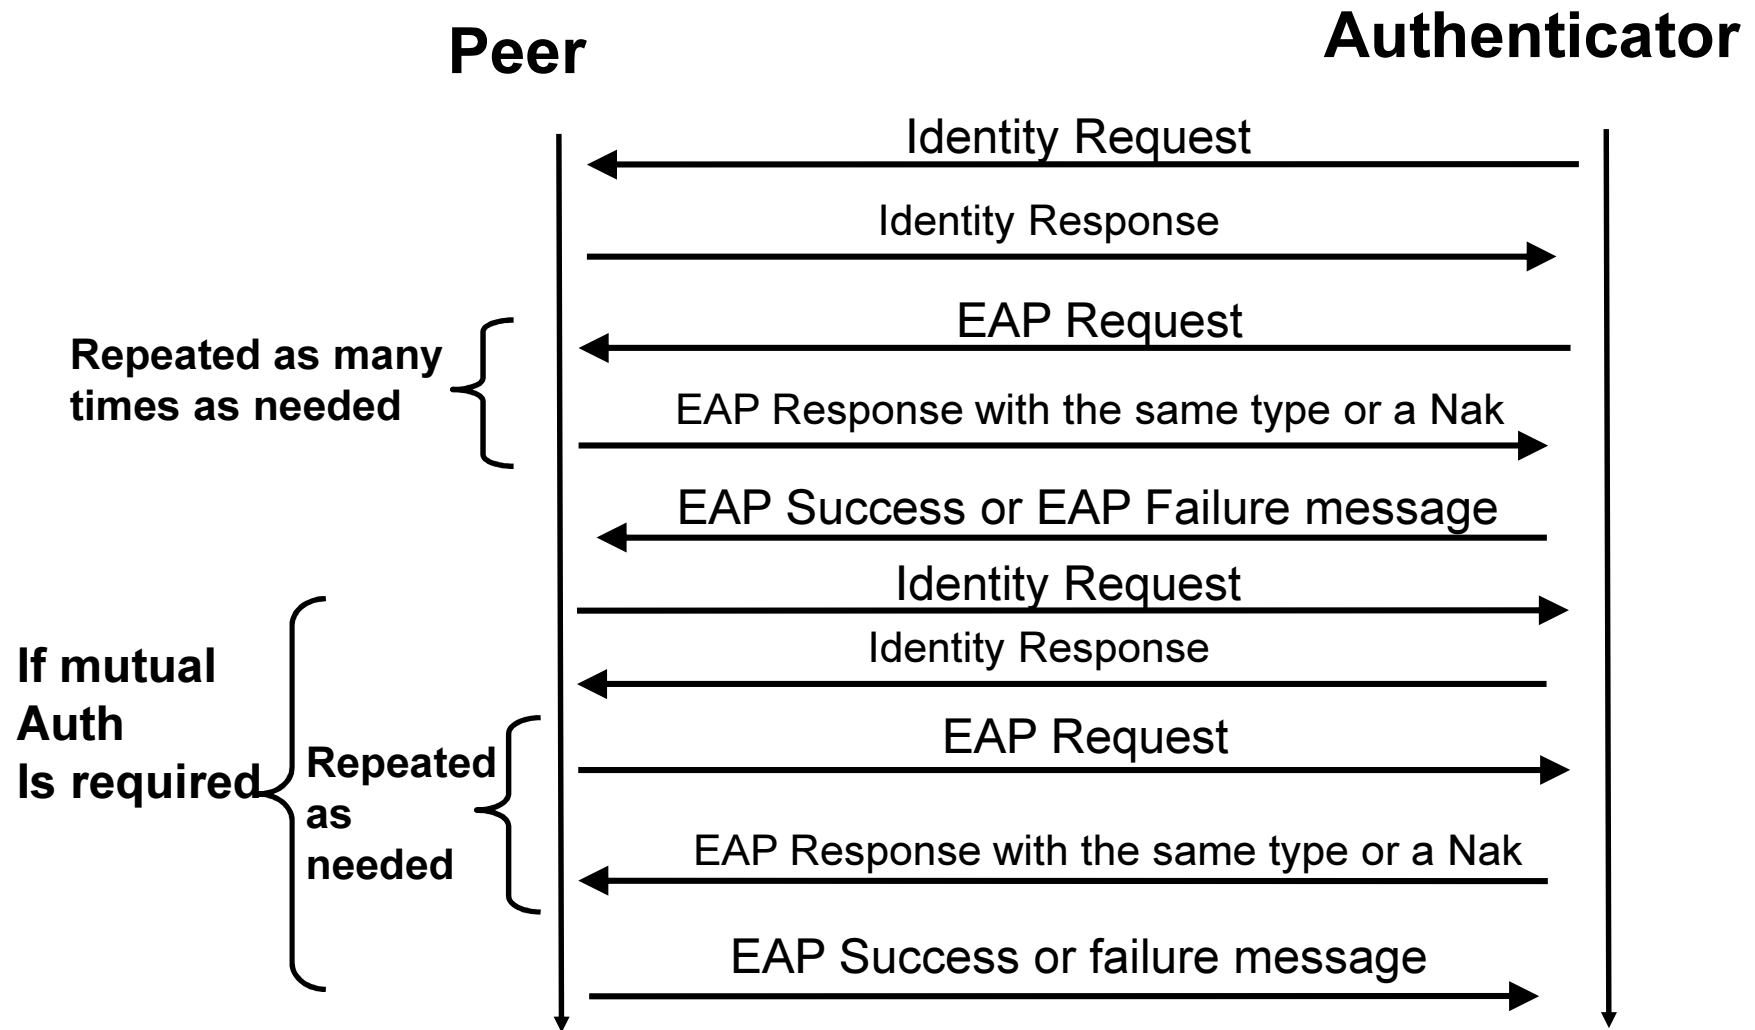 Peer
Authenticator
Identity Request
Identity Response
EAP Request
Repeated as many
times as needed
EAP Response with the same type or a Nak
EAP Success or EAP Failure message
Identity Request
Identity Response
If mutual
Auth
Is required
EAP Request
Repeated
as
needed
EAP Response with the same type or a Nak
EAP Success or failure message